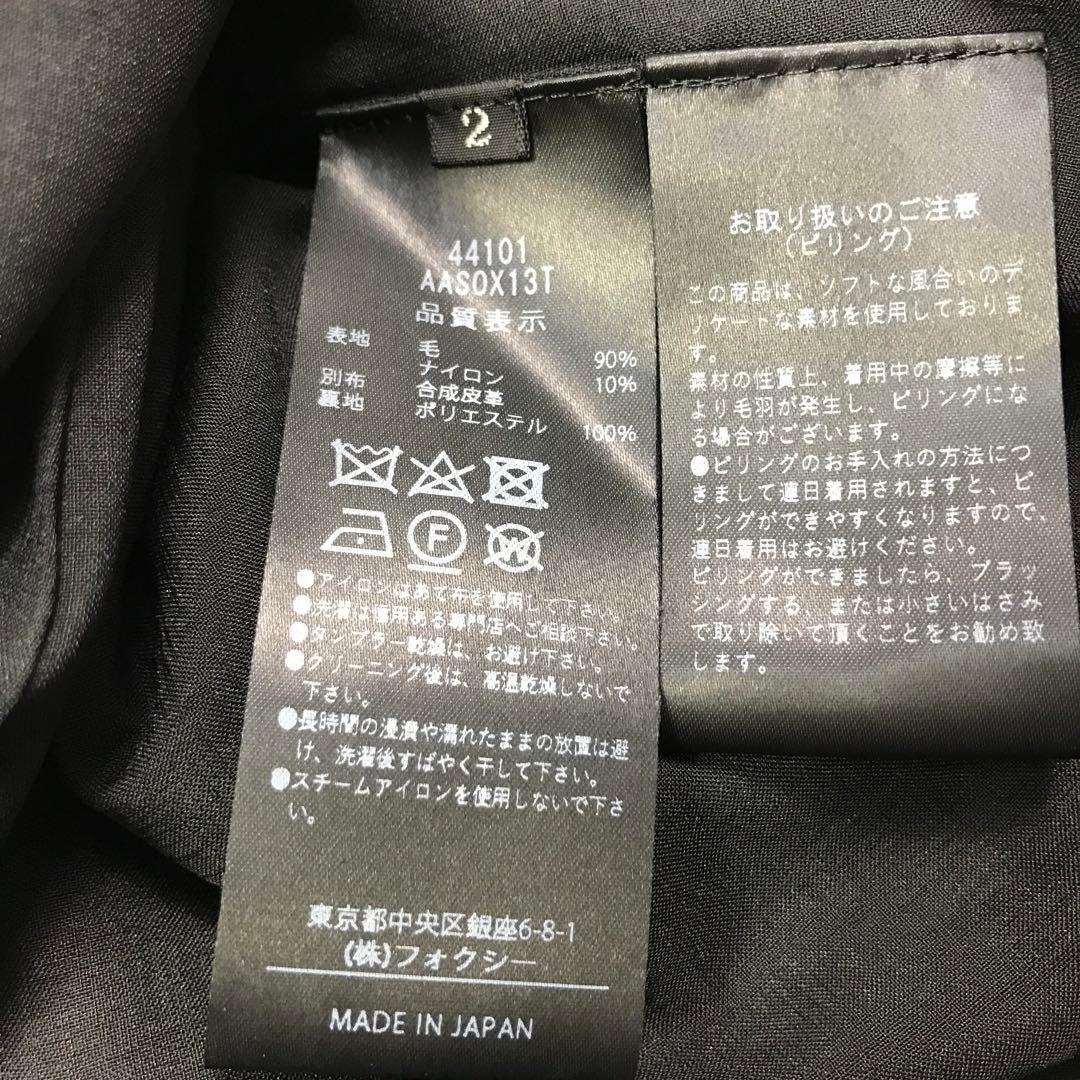 2
44101
AASOX13T
品質表示
表地 毛 90%
ナイロン 10%
別布 合成皮革
裏地 ポリエステル 100%
F
W
●アイロンはあて布を使用して下さい。
●洗濯は信用ある専門店へご相談下さい。
●タンブラー乾燥は、お避け下さい。
●クリーニング後は、高温乾燥しないで
下さい。
●長時間の浸漬や濡れたままの放置は避
け、洗濯後すばやく干して下さい。
●スチームアイロンを使用しないで下さ
い。
東京都中央区銀座6-8-1
(株)フォクシー
MADE IN JAPAN
お取り扱いのご注意
(ピリング)
この商品は、ソフトな風合いのデ
リケートな素材を使用しておりま
す。
素材の性質上、着用中の摩擦等に
より毛羽が発生し、ピリングにな
る場合がございます。
●ピリングのお手入れの方法につ
きまして連日着用されますと、ピ
リングができやすくなりますので、
連日着用はお避けください。
ピリングができましたら、ブラッ
シングする、または小さいはさみ
で取り除いて頂くことをお勧め致
します。